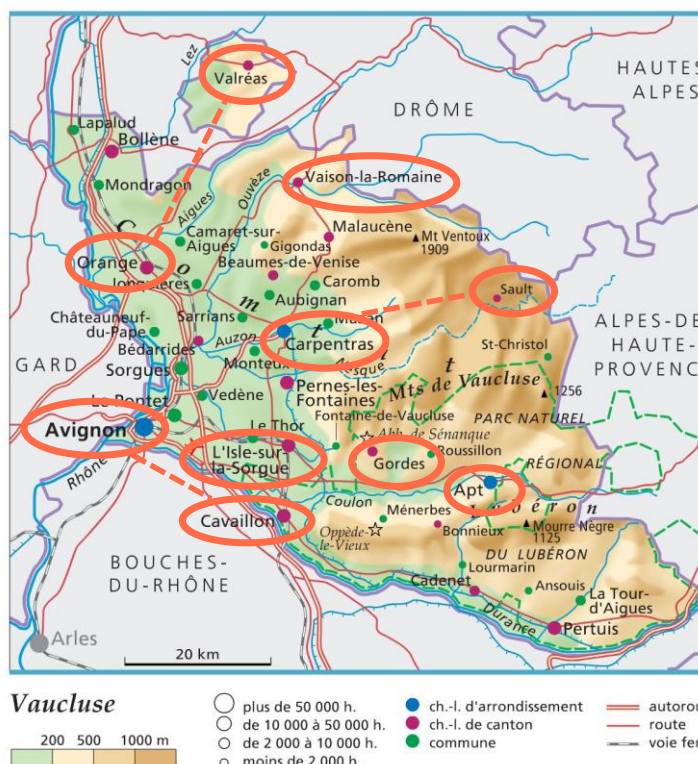 Lez
Valréas
HAUTES
ALPES
DRÔME
Lapalud
Bollène
Mondragon
Aigues
Ouvèze
Vaison-la-Romaine
Malaucène
Mt Ventoux
1909
C o m t a t
Camaret-sur-
Aigues
Gigondas
Orange
Beaumes-de-Venise
Caromb
Jonquières
Aubignan
Sault
Châteauneuf-
du-Pape
Sarrians
Mazan
Auzon
Carpentras
ALPES-DE
HAUTE-
PROVENC
GARD
Bédarrides
Monteux
Nesque
St-Christol
Sorgues
Pernes-les-
Fontaines
Mts de Vaucluse
1256
Le Pontet
Vedène
Fontaine-de-Vaucluse
PARC NATUREL
Avignon
Le Thor
Abb. de Sénanque
Roussillon
RÉGIONAL
L'Isle-sur-
la-Sorgue
Gordes
Rhône
Apt
Coulon
Cavaillon
Ménerbes
Luberon
Oppède-
le-Vieux
Bonnieux
Mourre Nègre
1125
BOUCHES-
DU-RHÔNE
DU LUBÉRON
Lourmarin
Cadenet
Ansouis
La Tour-
d'Aigues
Durance
Pertuis
Arles
20 km
Vaucluse
plus de 50 000 h.
ch.-l. d'arrondissement
autorou
de 10 000 à 50 000 h.
ch.-l. de canton
route
200 500 1000 m
de 2 000 à 10 000 h.
commune
voie fer
moins de 2 000 h.